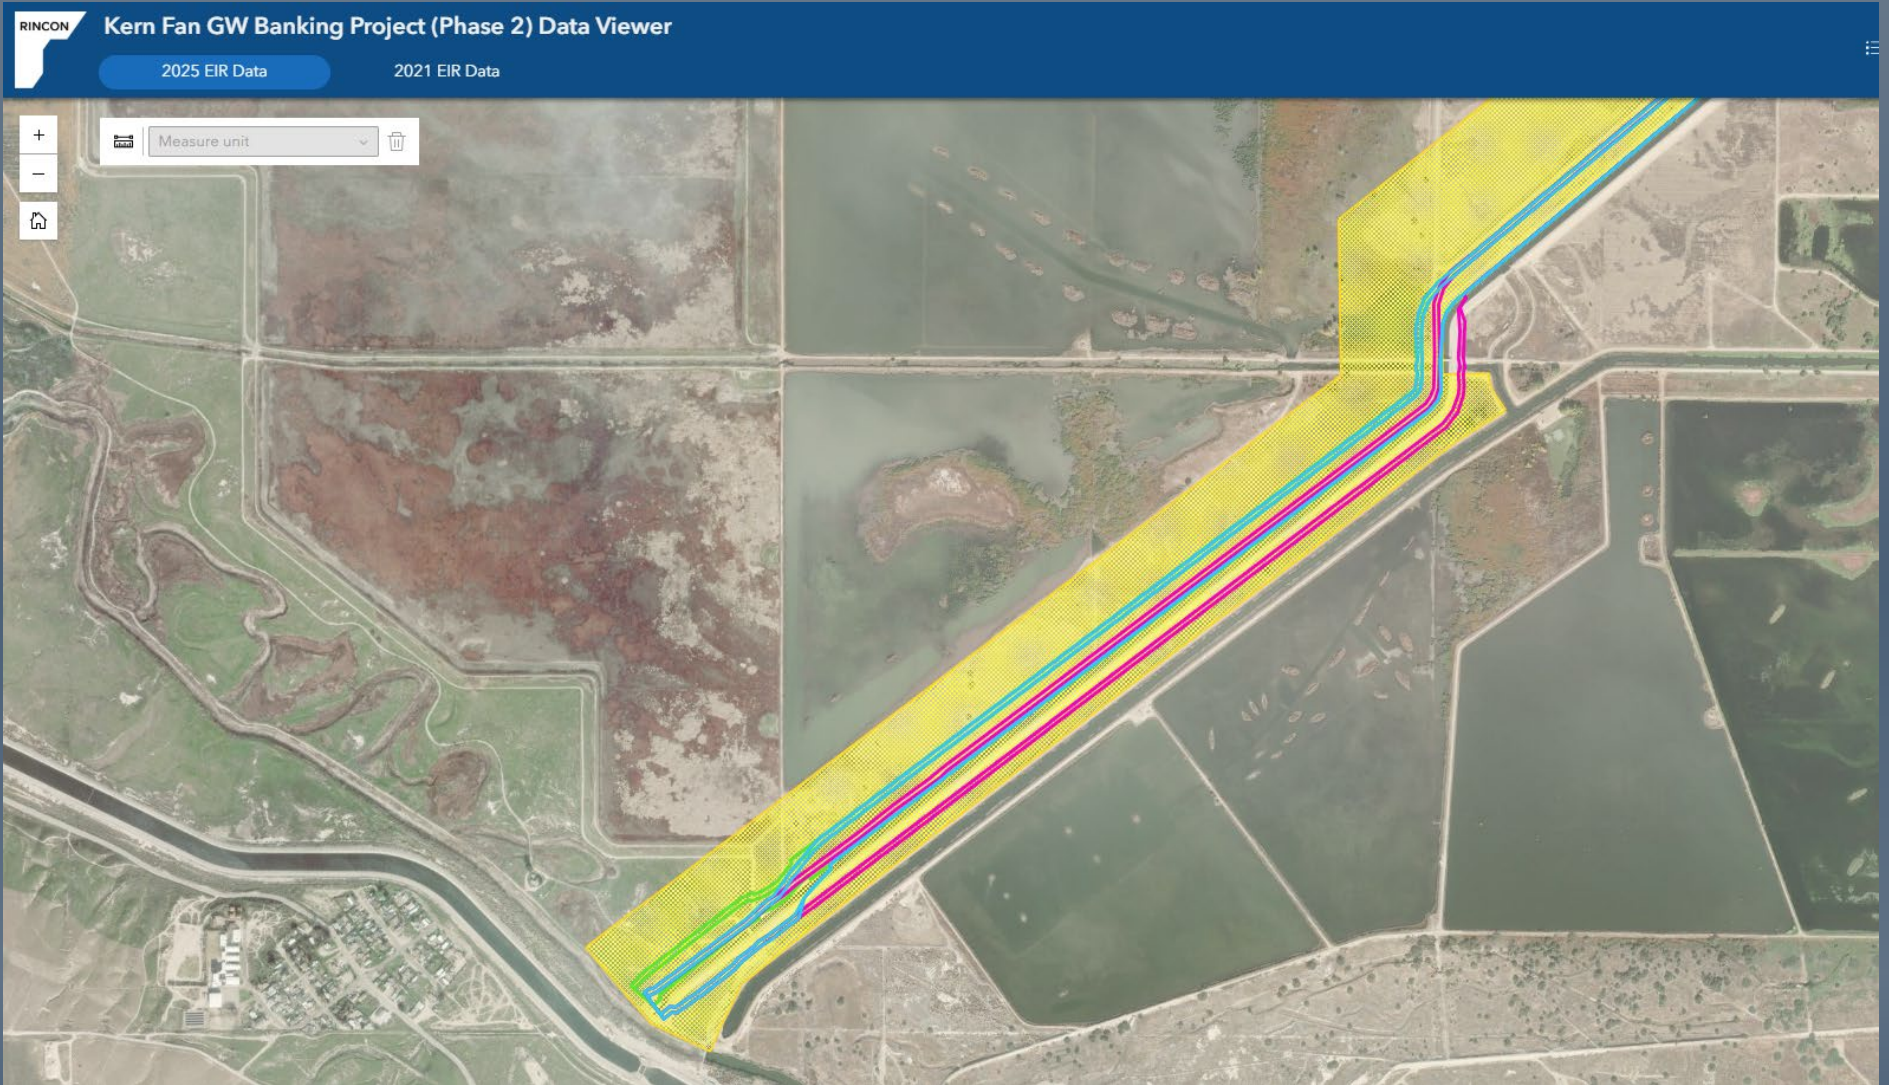 RINCON
Kern Fan GW Banking Project (Phase 2) Data Viewer
2025 EIR Data
2021 EIR Data
Measure unit